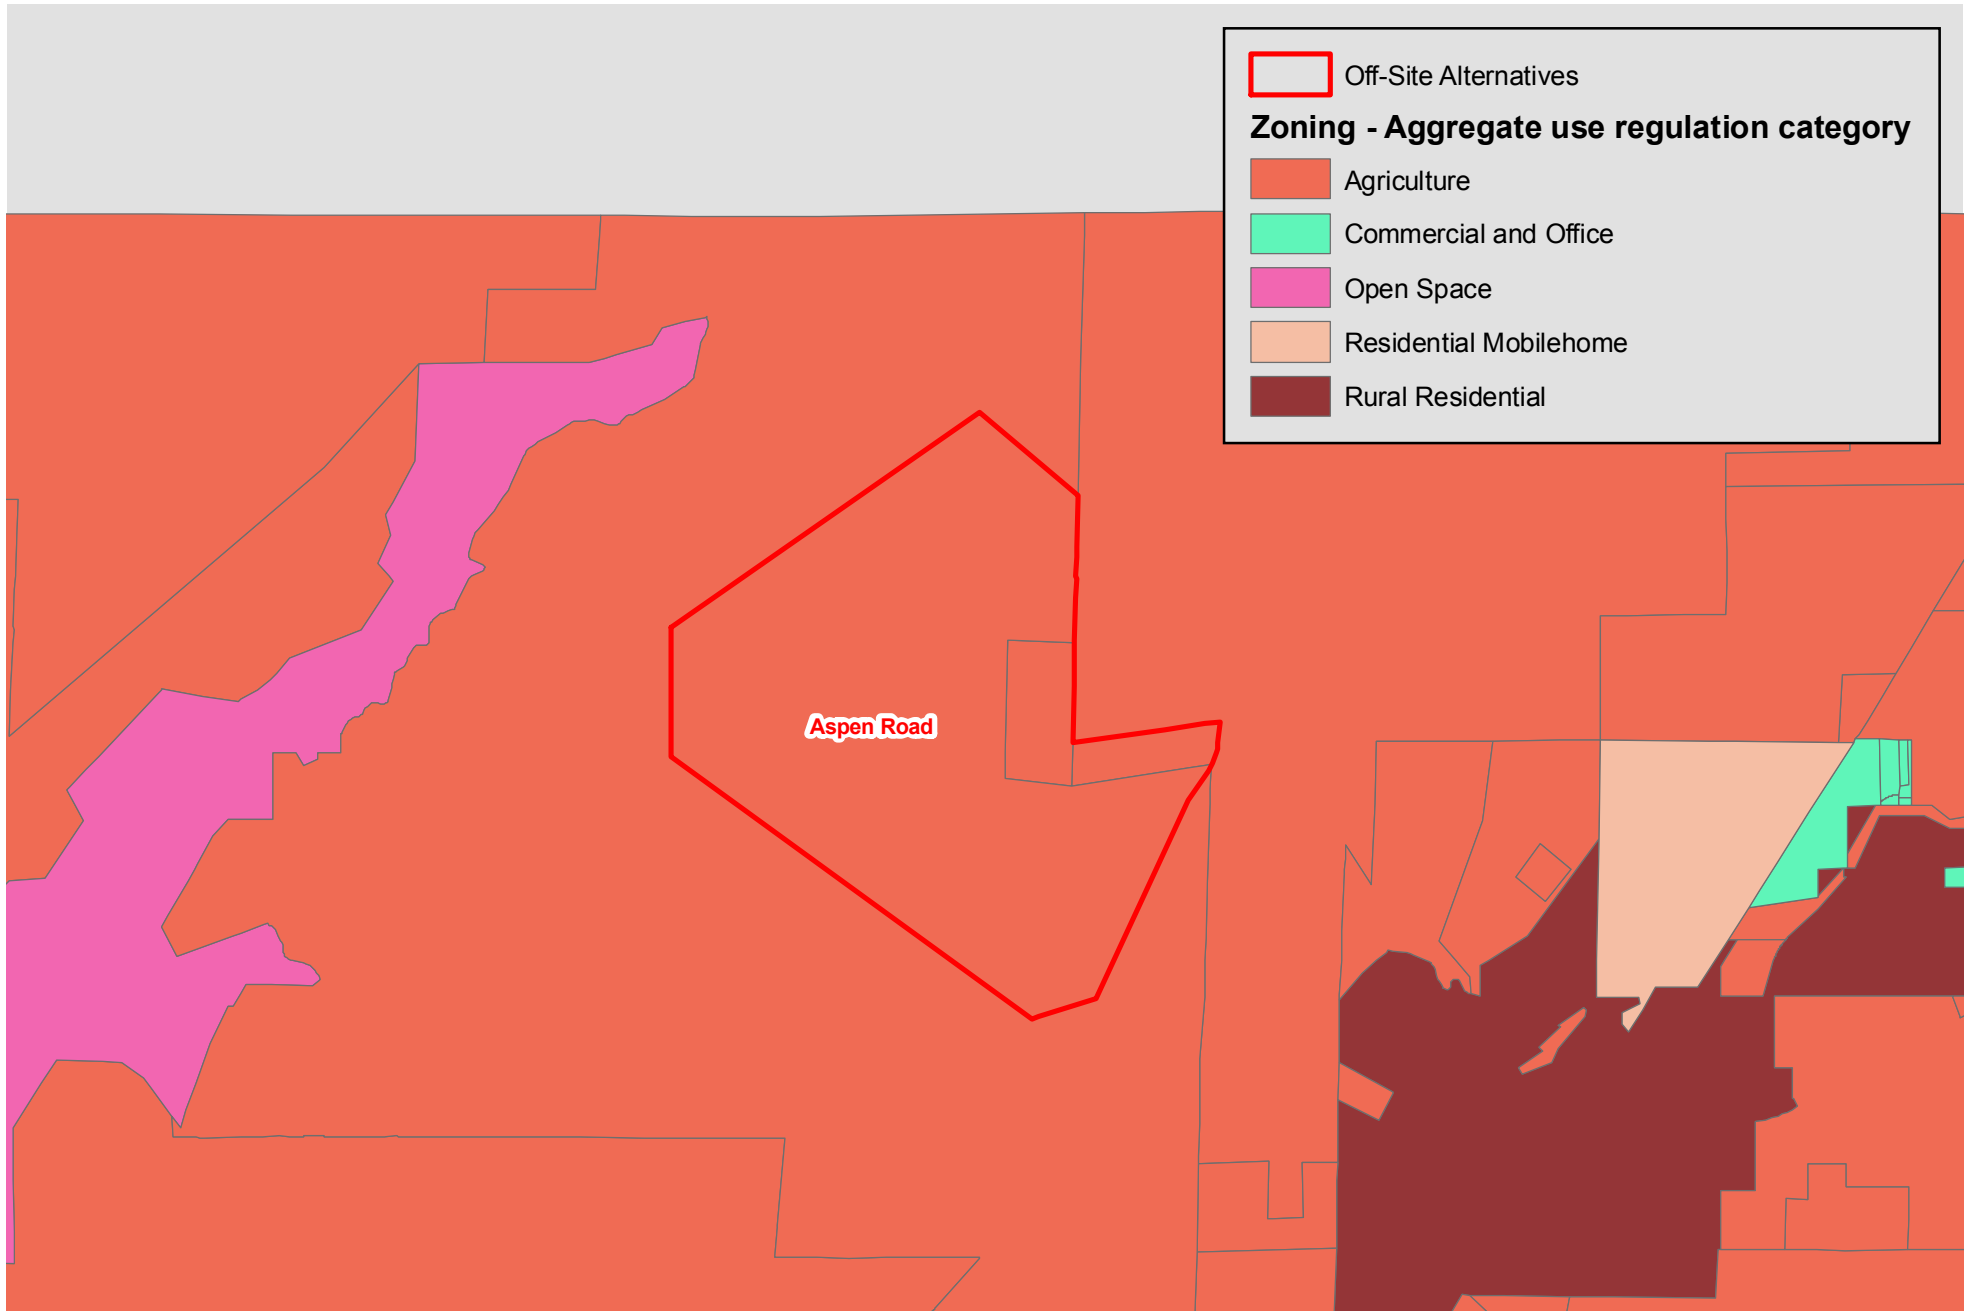 Off-Site Alternatives
Zoning - Aggregate use regulation category
Agriculture
Commercial and Office
Open Space
Residential Mobilehome
Rural Residential
Aspen Road